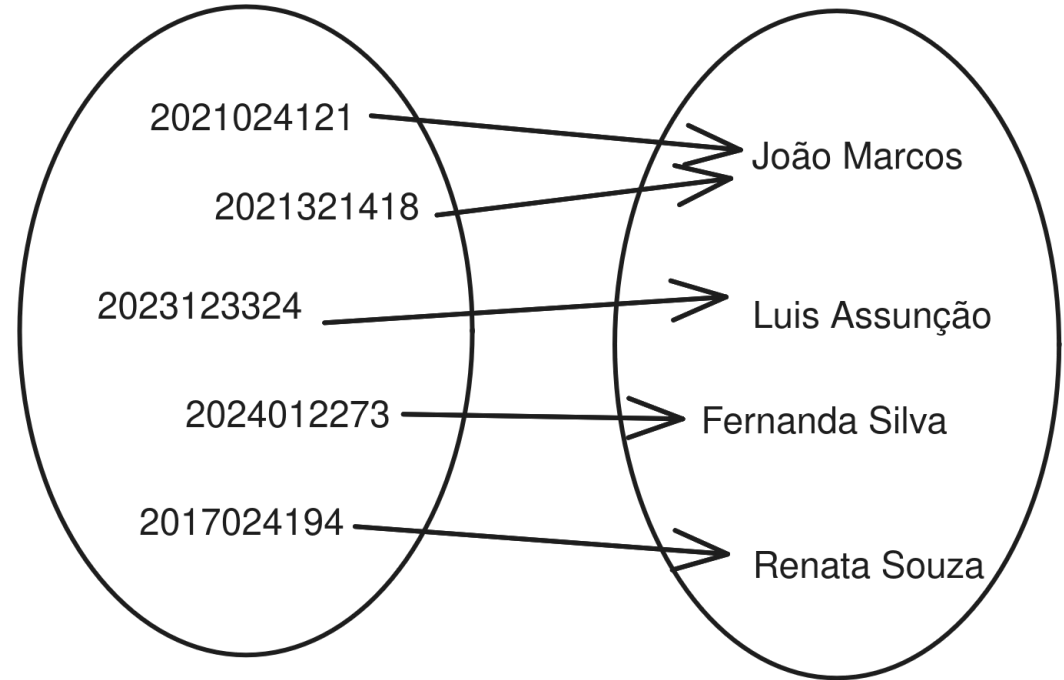 2021024121
João Marcos
2021321418
2023123324
Luis Assunção
2024012273
Fernanda Silva
2017024194
Renata Souza